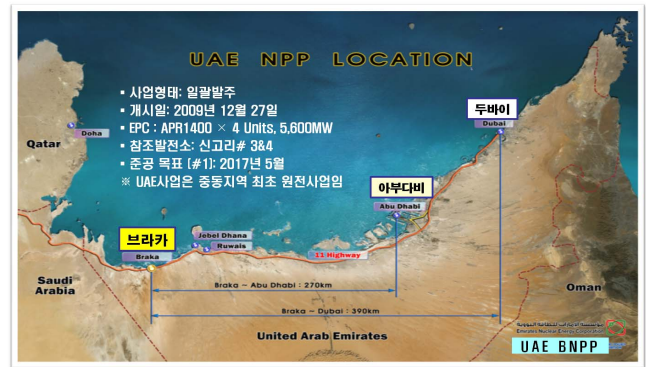 UAE NPP LOCATION
▪ 사업형태: 일괄발주
▪ 개시일: 2009년 12월 27일
▪ EPC : APR1400 × 4 Units, 5,600MW
▪ 참조발전소: 신고리# 3&4
▪ 준공 목표 (#1): 2017년 5월
※ UAE사업은 중동지역 최초 원전사업임
두바이
Dubai
Doha
Qatar
아부다비
Abu Dhabi
브라카
Braka
Jebel Dhana
Ruwais
11 Highway
Saudi
Arabia
Braka - Abu Dhabi : 270km
Oman
Braka - Dubai : 390km
مؤسسة الإمارات للطاقة النووية
Emirates Nuclear Energy Corporation
United Arab Emirates
UAE BNPP